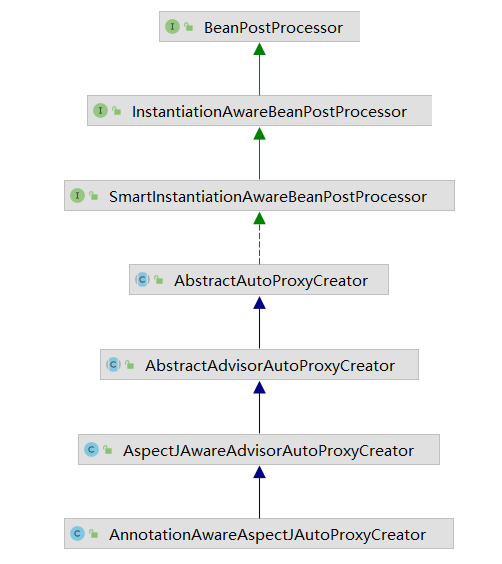 I BeanPostProcessor
I InstantiationAwareBeanPostProcessor
I SmartInstantiationAwareBeanPostProcessor
C AbstractAutoProxyCreator
C AbstractAdvisorAutoProxyCreator
C AspectJAwareAdvisorAutoProxyCreator
C AnnotationAwareAspectJAutoProxyCreator